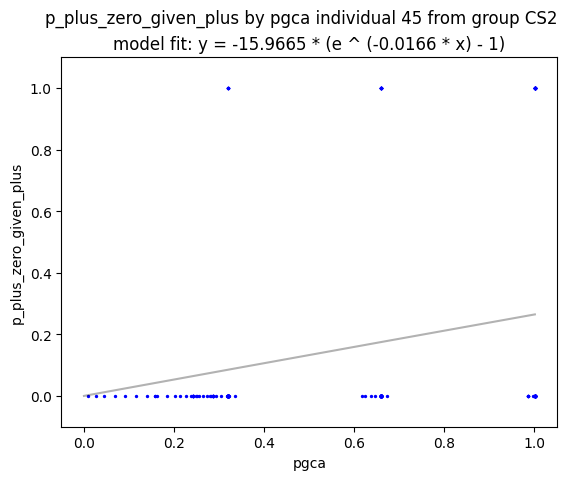 p_plus_zero_given_plus by pgca individual 45 from group CS2
model fit: y = -15.9665 * (e ^ (-0.0166 * x) - 1)
1.0
0.8
0.6
0.4
0.2
0.0
p_plus_zero_given_plus
0.0 0.2 0.4 0.6 0.8 1.0
pgca